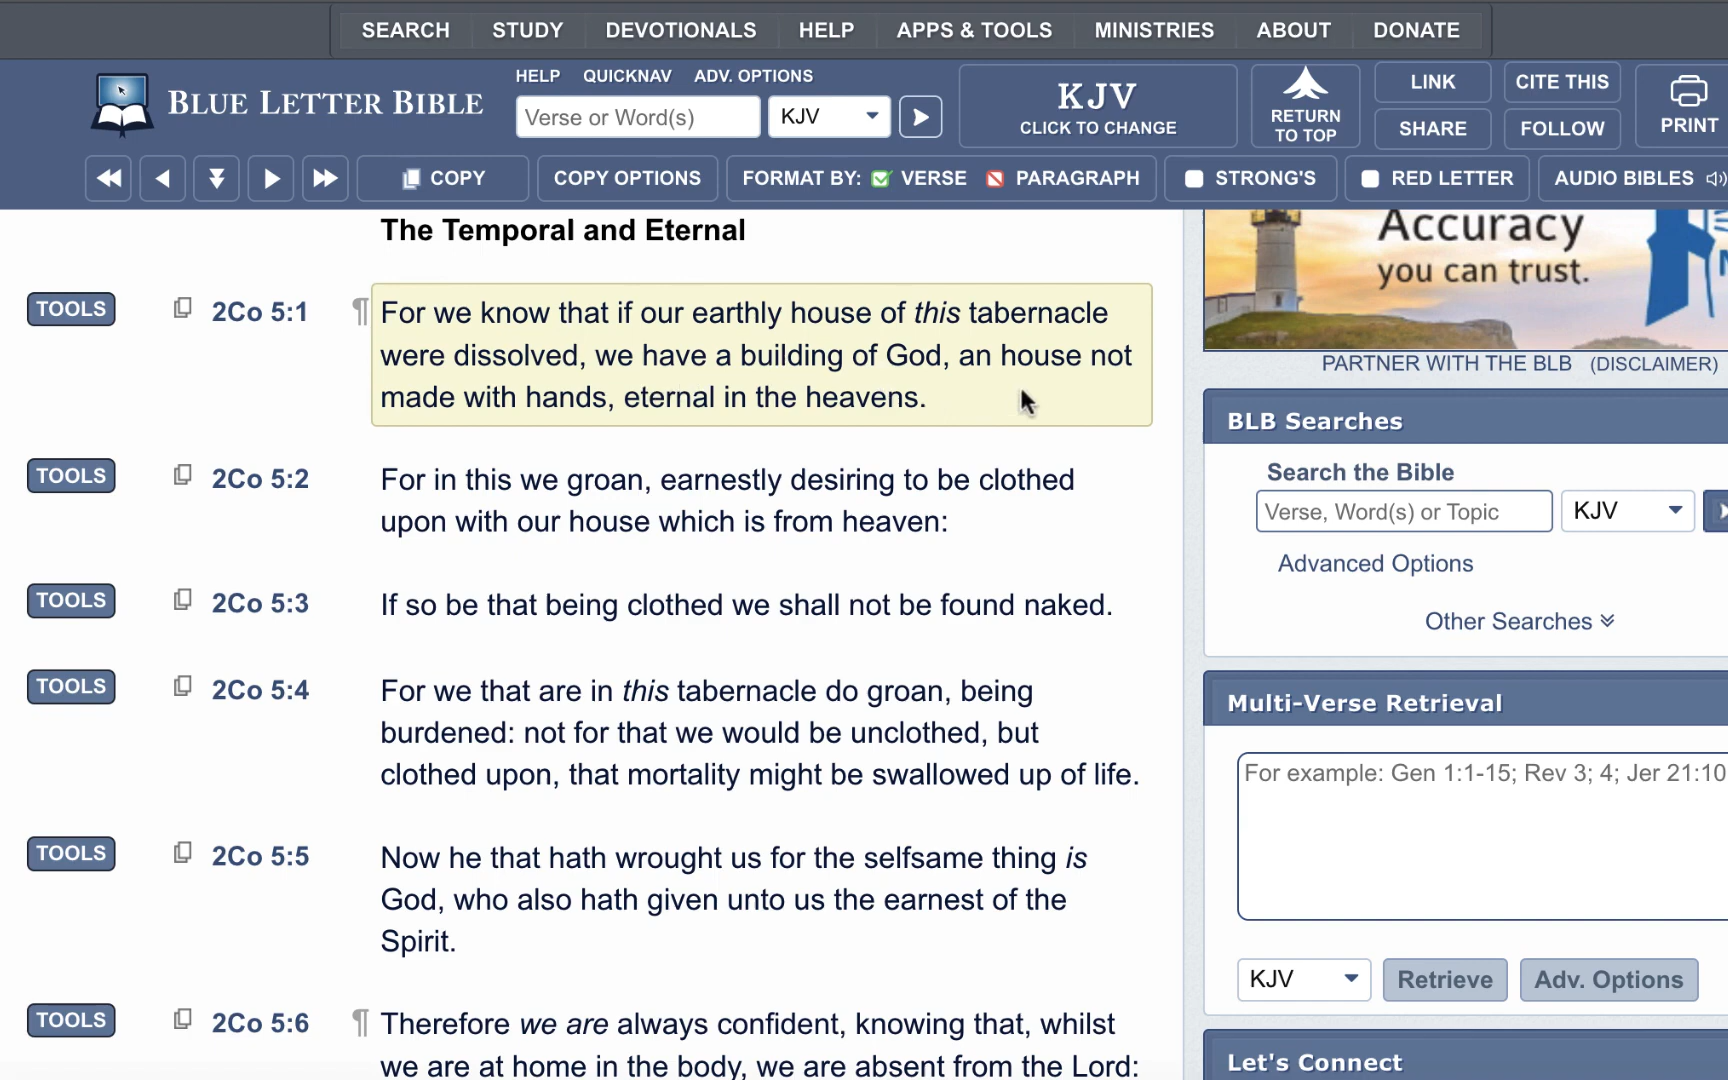 SEARCH STUDY DEVOTIONALS HELP APPS & TOOLS MINISTRIES ABOUT DONATE
BLUE LETTER BIBLE
HELP QUICKNAV ADV. OPTIONS
Verse or Word(s) KJV
KJV
CLICK TO CHANGE
RETURN
TO TOP
LINK CITE THIS
SHARE FOLLOW
PRINT
COPY COPY OPTIONS FORMAT BY: VERSE PARAGRAPH STRONG'S RED LETTER AUDIO BIBLES
The Temporal and Eternal
TOOLS 2Co 5:1 ¶ For we know that if our earthly house of this tabernacle
were dissolved, we have a building of God, an house not
made with hands, eternal in the heavens.
TOOLS 2Co 5:2 For in this we groan, earnestly desiring to be clothed
upon with our house which is from heaven:
TOOLS 2Co 5:3 If so be that being clothed we shall not be found naked.
TOOLS 2Co 5:4 For we that are in this tabernacle do groan, being
burdened: not for that we would be unclothed, but
clothed upon, that mortality might be swallowed up of life.
TOOLS 2Co 5:5 Now he that hath wrought us for the selfsame thing is
God, who also hath given unto us the earnest of the
Spirit.
TOOLS 2Co 5:6 ¶ Therefore we are always confident, knowing that, whilst
we are at home in the body, we are absent from the Lord:
Accuracy
you can trust.
PARTNER WITH THE BLB (DISCLAIMER)
BLB Searches
Search the Bible
Verse, Word(s) or Topic KJV
Advanced Options
Other Searches
Multi-Verse Retrieval
For example: Gen 1:1-15; Rev 3; 4; Jer 21:10
KJV Retrieve Adv. Options
Let's Connect